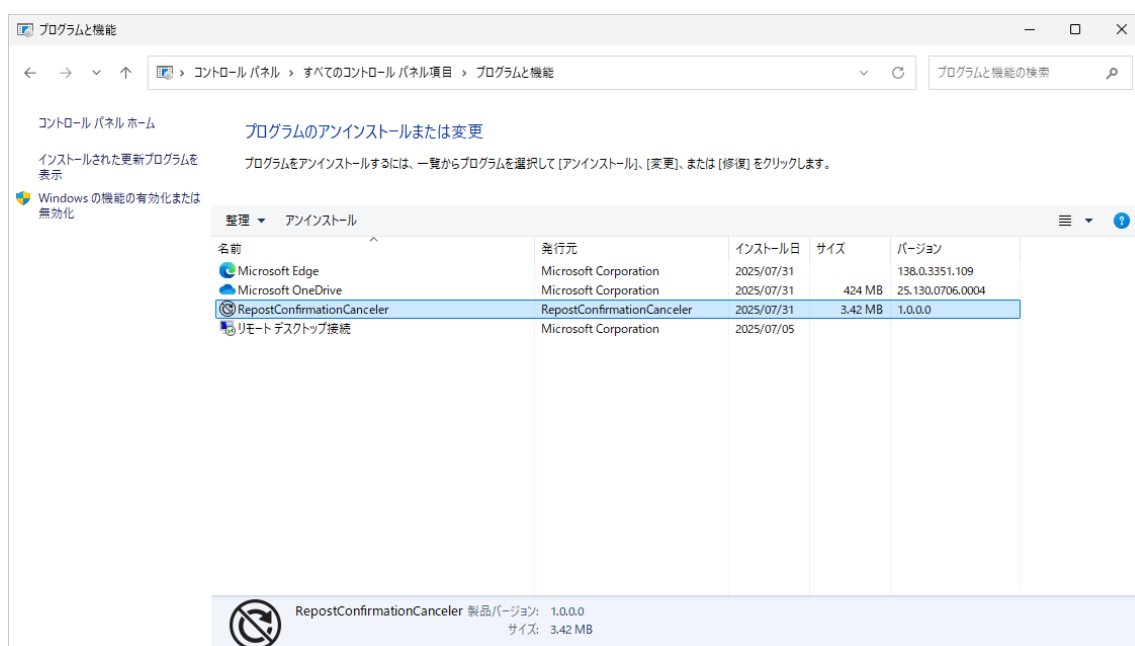 プログラムと機能
コントロール パネル › すべてのコントロール パネル項目 › プログラムと機能
プログラムと機能の検索
コントロール パネル ホーム
インストールされた更新プログラムを
表示
Windows の機能の有効化または
無効化
プログラムのアンインストールまたは変更
プログラムをアンインストールするには、一覧からプログラムを選択して [アンインストール]、[変更]、または [修復] をクリックします。
整理 アンインストール
名前 発行元 インストール日 サイズ バージョン
Microsoft Edge Microsoft Corporation 2025/07/31 138.0.3351.109
Microsoft OneDrive Microsoft Corporation 2025/07/31 424 MB 25.130.0706.0004
RepostConfirmationCanceler RepostConfirmationCanceler 2025/07/31 3.42 MB 1.0.0.0
リモート デスクトップ接続 Microsoft Corporation 2025/07/05
RepostConfirmationCanceler 製品バージョン: 1.0.0.0
サイズ: 3.42 MB